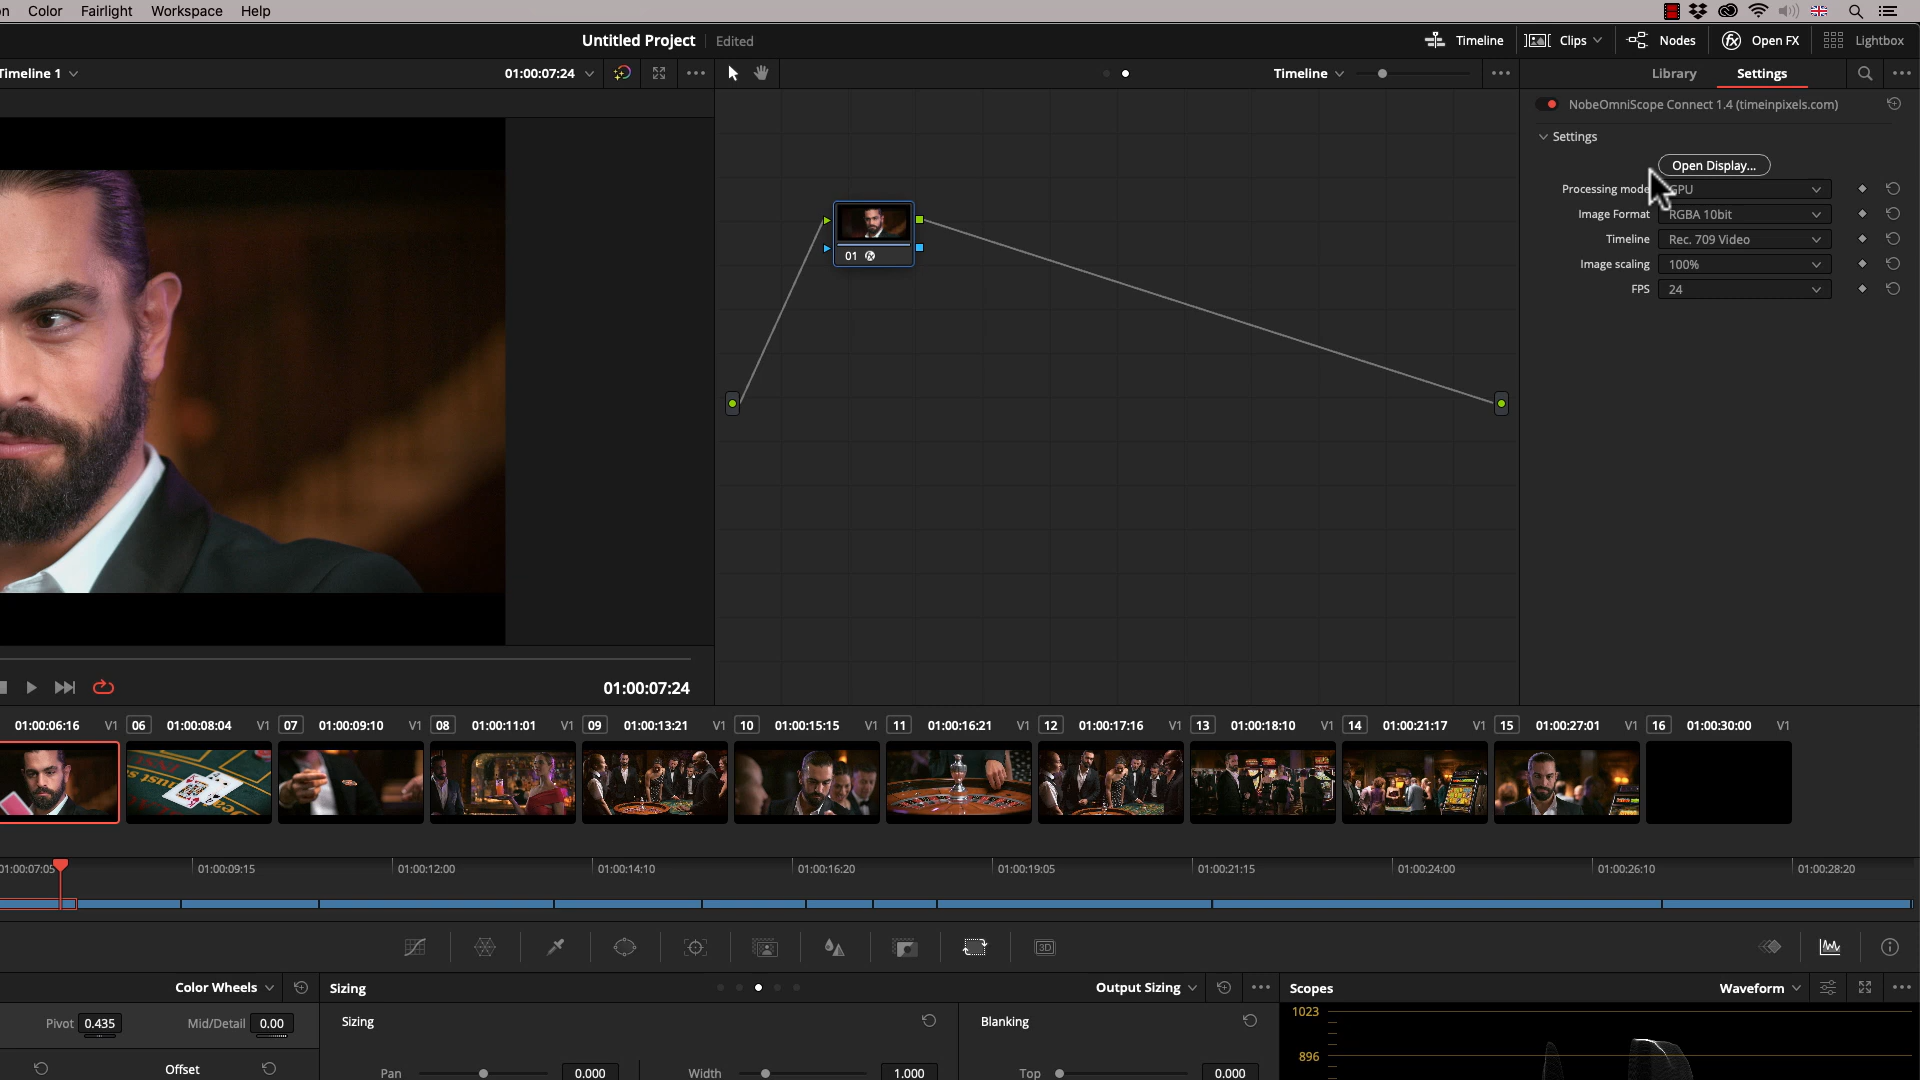 n Color Fairlight Workspace Help
Untitled Project Edited
Timeline Clips Nodes Open FX Lightbox
Timeline 1 01:00:07:24 Timeline Library Settings
NobeOmniScope Connect 1.4 (timeinpixels.com)
Settings
Open Display...
Processing mode GPU
Image Format RGBA 10bit
Timeline Rec. 709 Video
Image scaling 100%
FPS 24
01
01:00:07:24
01:00:06:16 V1 06 01:00:08:04 V1 07 01:00:09:10 V1 08 01:00:11:01 V1 09 01:00:13:21 V1 10 01:00:15:15 V1 11 01:00:16:21 V1 12 01:00:17:16 V1 13 01:00:18:10 V1 14 01:00:21:17 V1 15 01:00:27:01 V1 16 01:00:30:00 V1
01:00:07:05 01:00:09:15 01:00:12:00 01:00:14:10 01:00:16:20 01:00:19:05 01:00:21:15 01:00:24:00 01:00:26:10 01:00:28:20
3D
Color Wheels Sizing Output Sizing Scopes Waveform
Pivot 0.435 Mid/Detail 0.00 Sizing Blanking 1023
Offset Pan 0.000 Width 1.000 Top 0.000 896